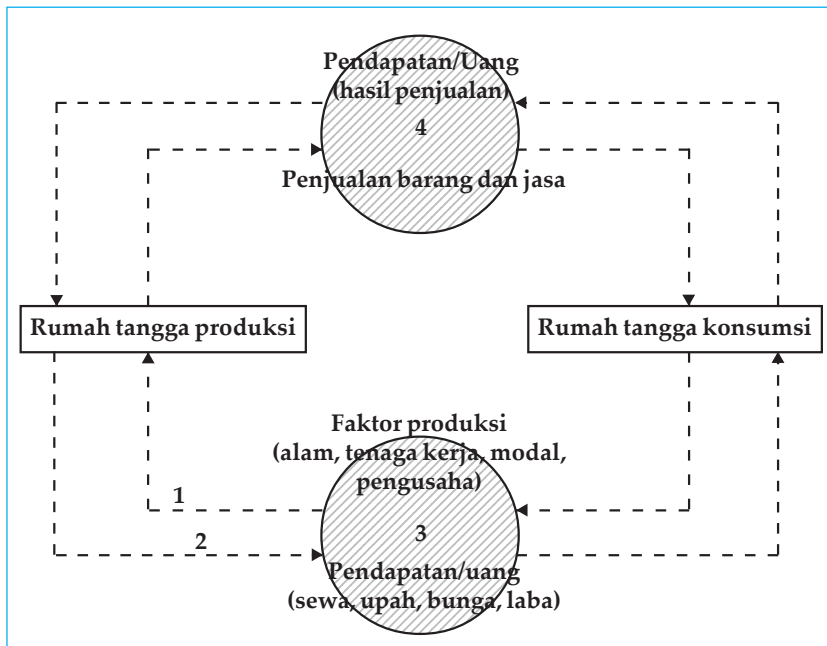 Pendapatan/Uang
(hasil penjualan)
4
Penjualan barang dan jasa
Rumah tangga produksi
Rumah tangga konsumsi
Faktor produksi
(alam, tenaga kerja, modal,
pengusaha)
1
3
2
Pendapatan/uang
(sewa, upah, bunga, laba)